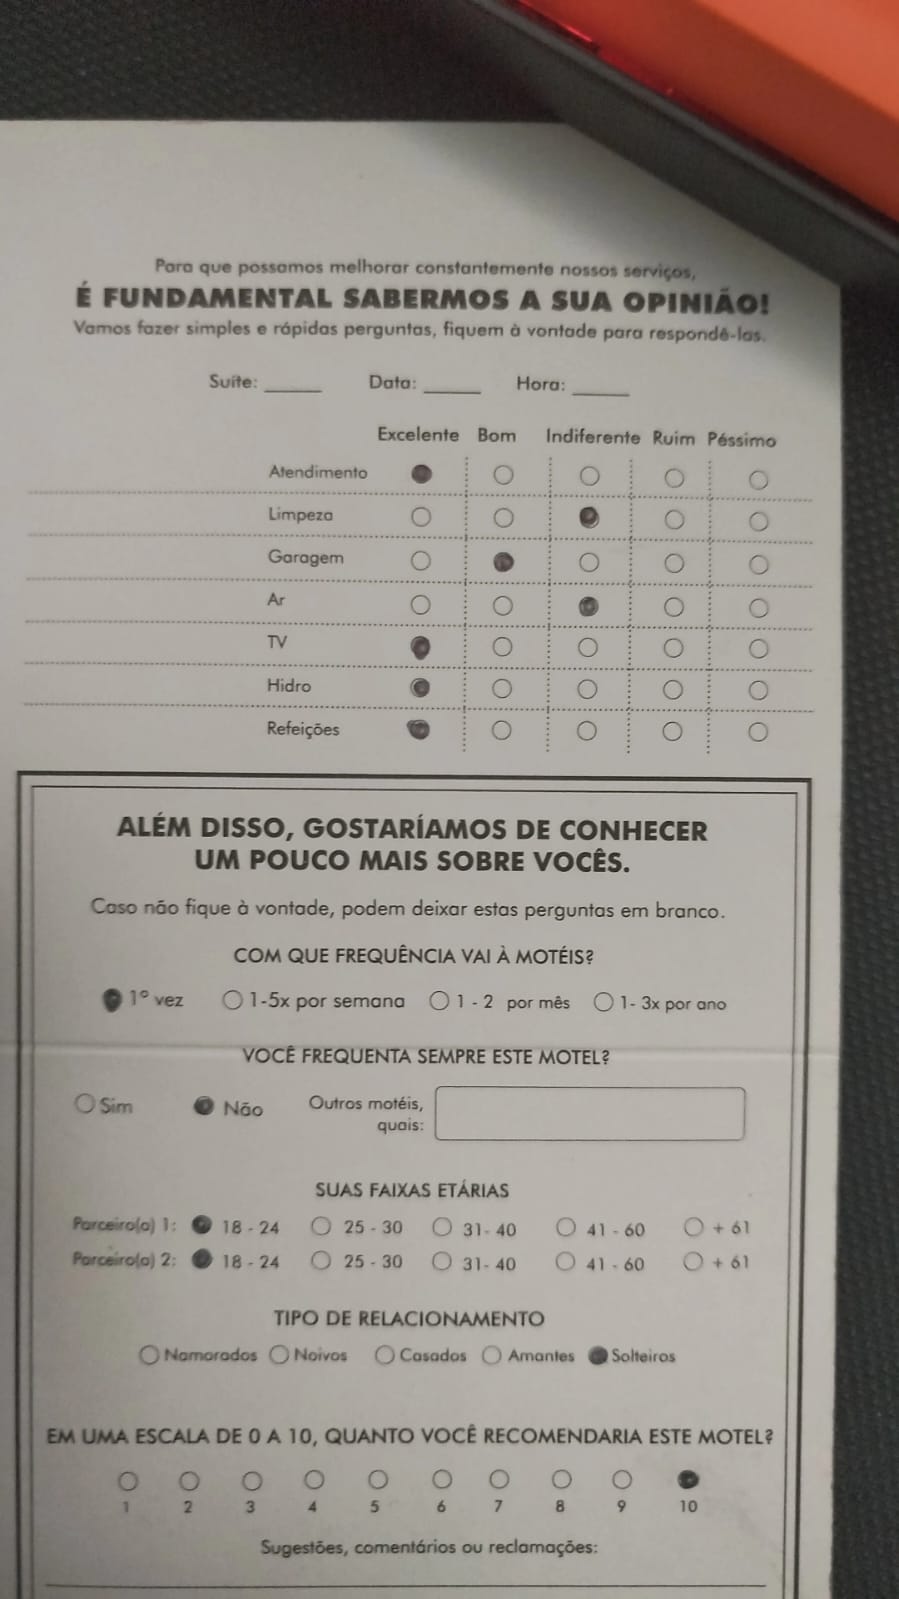 Para que possamos melhorar constantemente nossos serviços,
É FUNDAMENTAL SABERMOS A SUA OPINIÃO!
Vamos fazer simples e rápidas perguntas, fiquem à vontade para respondê-las.
Suíte: _____ Data: _____ Hora: _____
Excelente Bom Indiferente Ruim Péssimo
Atendimento
Limpeza
Garagem
Ar
TV
Hidro
Refeições
ALÉM DISSO, GOSTARÍAMOS DE CONHECER
UM POUCO MAIS SOBRE VOCÊS.
Caso não fique à vontade, podem deixar estas perguntas em branco.
COM QUE FREQUÊNCIA VAI À MOTÉIS?
1º vez 1-5x por semana 1 - 2 por mês 1- 3x por ano
VOCÊ FREQUENTA SEMPRE ESTE MOTEL?
Sim Não Outros motéis,
quais:
SUAS FAIXAS ETÁRIAS
Parceiro(a) 1: 18 - 24 25 - 30 31- 40 41 - 60 + 61
Parceiro(a) 2: 18 - 24 25 - 30 31- 40 41 - 60 + 61
TIPO DE RELACIONAMENTO
Namorados Noivos Casados Amantes Solteiros
EM UMA ESCALA DE 0 A 10, QUANTO VOCÊ RECOMENDARIA ESTE MOTEL?
1 2 3 4 5 6 7 8 9 10
Sugestões, comentários ou reclamações: